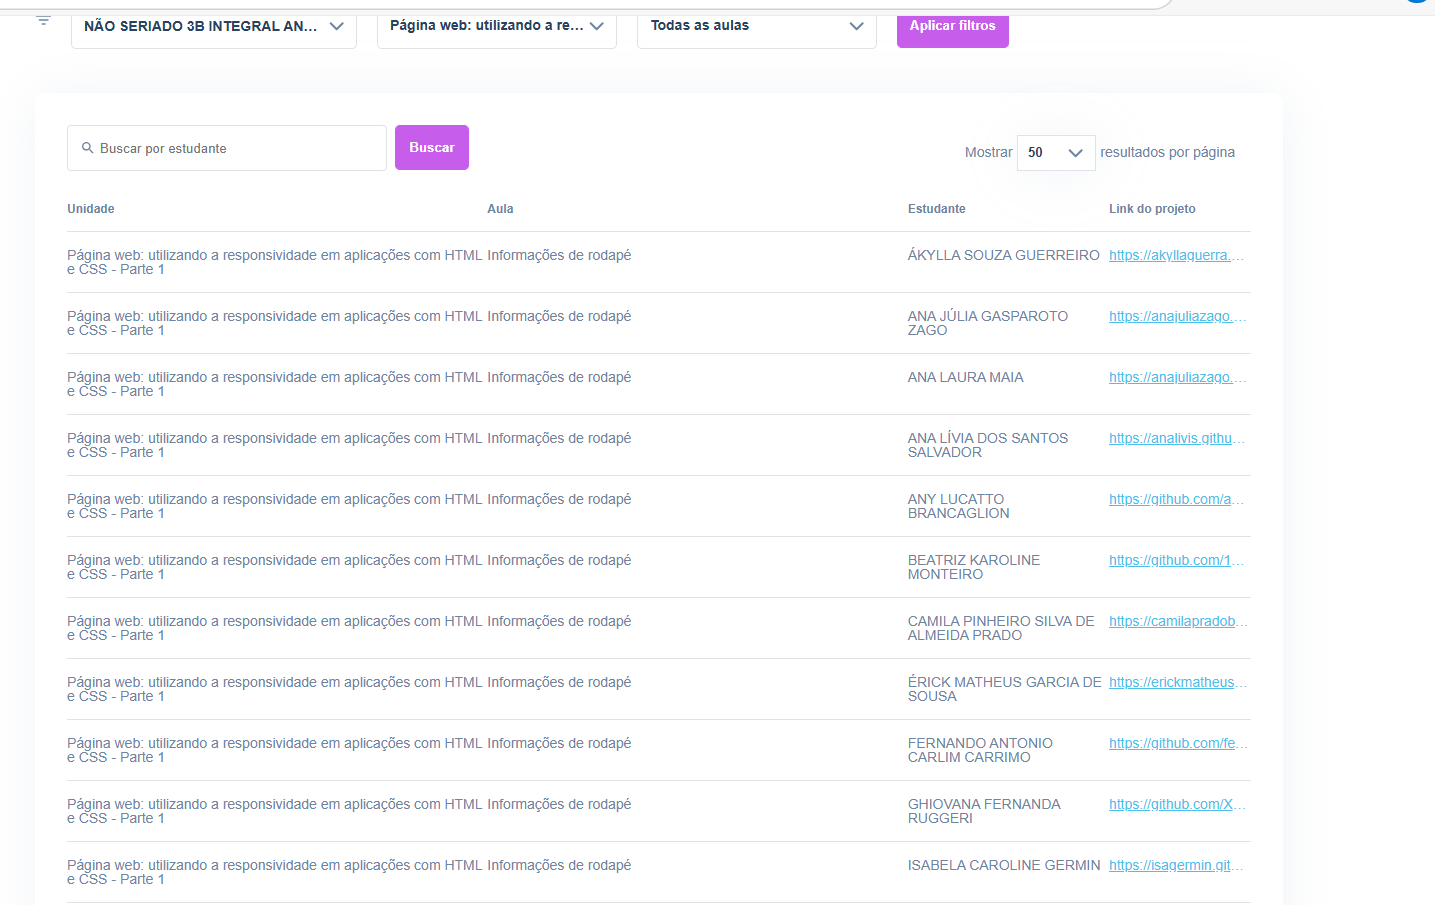 NÃO SERIADO 3B INTEGRAL AN...
Página web: utilizando a re...
Todas as aulas
Aplicar filtros
Buscar por estudante
Buscar
Mostrar 50 resultados por página
Unidade Aula Estudante Link do projeto
Página web: utilizando a responsividade em aplicações com HTML Informações de rodapé ÁKYLLA SOUZA GUERREIRO https://akyllaguerra....
e CSS - Parte 1
Página web: utilizando a responsividade em aplicações com HTML Informações de rodapé ANA JÚLIA GASPAROTO https://anajuliazago....
e CSS - Parte 1 ZAGO
Página web: utilizando a responsividade em aplicações com HTML Informações de rodapé ANA LAURA MAIA https://anajuliazago....
e CSS - Parte 1
Página web: utilizando a responsividade em aplicações com HTML Informações de rodapé ANA LÍVIA DOS SANTOS https://analivis.githu...
e CSS - Parte 1 SALVADOR
Página web: utilizando a responsividade em aplicações com HTML Informações de rodapé ANY LUCATTO https://github.com/a...
e CSS - Parte 1 BRANCAGLION
Página web: utilizando a responsividade em aplicações com HTML Informações de rodapé BEATRIZ KAROLINE https://github.com/1...
e CSS - Parte 1 MONTEIRO
Página web: utilizando a responsividade em aplicações com HTML Informações de rodapé CAMILA PINHEIRO SILVA DE https://camilapradob...
e CSS - Parte 1 ALMEIDA PRADO
Página web: utilizando a responsividade em aplicações com HTML Informações de rodapé ÉRICK MATHEUS GARCIA DE https://erickmatheus...
e CSS - Parte 1 SOUSA
Página web: utilizando a responsividade em aplicações com HTML Informações de rodapé FERNANDO ANTONIO https://github.com/fe...
e CSS - Parte 1 CARLIM CARRIMO
Página web: utilizando a responsividade em aplicações com HTML Informações de rodapé GHIOVANA FERNANDA https://github.com/X...
e CSS - Parte 1 RUGGERI
Página web: utilizando a responsividade em aplicações com HTML Informações de rodapé ISABELA CAROLINE GERMIN https://isagermin.git...
e CSS - Parte 1